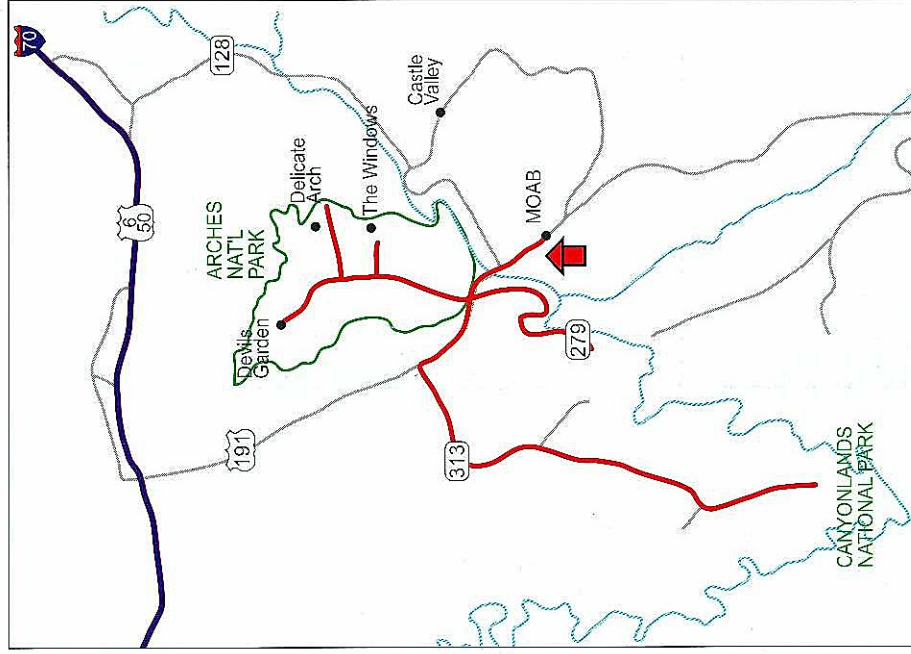 70
128
6
50
ARCHES
NAT'L
PARK
Delicate
Arch
The Windows
Castle
Valley
Devils
Garden
MOAB
191
279
313
CANYONLANDS
NATIONAL PARK